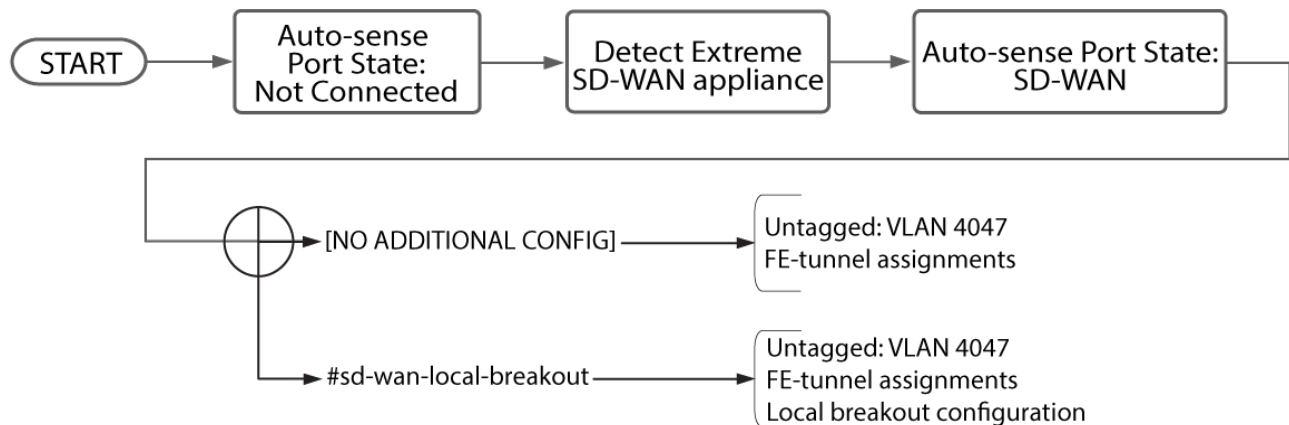 START
Auto-sense
Port State:
Not Connected
Detect Extreme
SD-WAN appliance
Auto-sense Port State:
SD-WAN
[NO ADDITIONAL CONFIG]
Untagged: VLAN 4047
FE-tunnel assignments
#sd-wan-local-breakout
Untagged: VLAN 4047
FE-tunnel assignments
Local breakout configuration